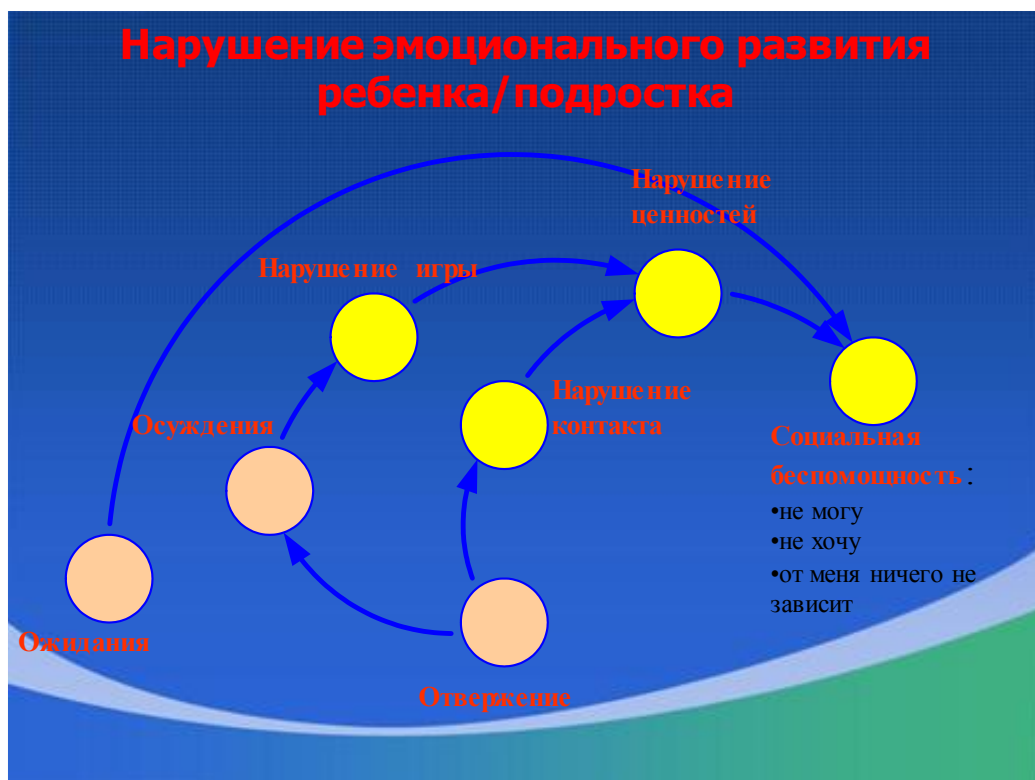 Нарушение эмоционального развития
ребенка/подростка
Нарушение
ценностей
Нарушение игры
Нарушение
контакта
Осуждения
Социальная
беспомощность:
•не могу
•не хочу
•от меня ничего не
зависит
Ожидания
Отвержение